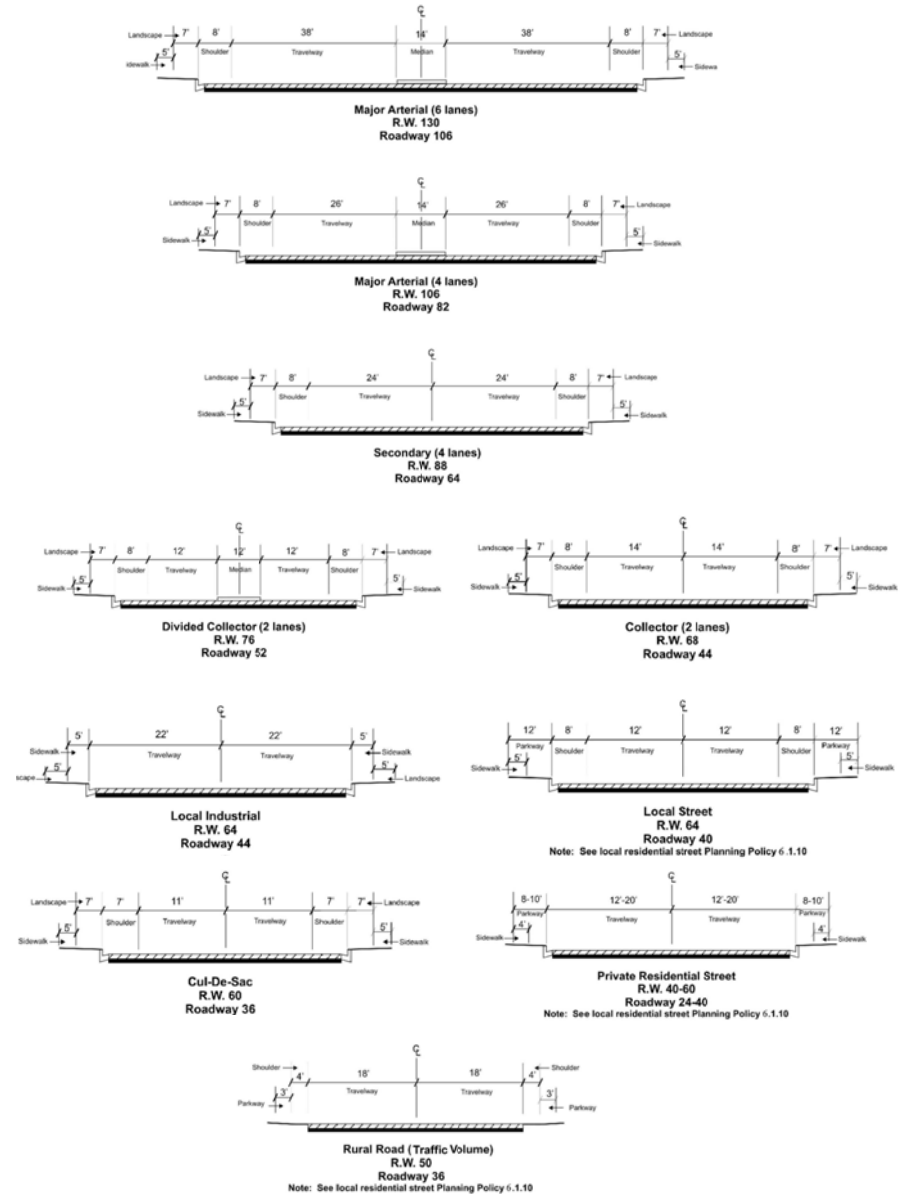 ℄
7' 8' 38' 14' 38' 8' 7'
Landscape Landscape
Shoulder Travelway Median Travelway Shoulder
5' 5'
idewalk Sidewa
Major Arterial (6 lanes)
R.W. 130
Roadway 106
℄
7' 8' 26' 14' 26' 8' 7'
Landscape Landscape
Shoulder Travelway Median Travelway Shoulder
5' 5'
Sidewalk Sidewalk
Major Arterial (4 lanes)
R.W. 106
Roadway 82
℄
7' 8' 24' 24' 8' 7'
Landscape Landscape
Shoulder Travelway Travelway Shoulder
5' 5'
Sidewalk Sidewalk
Secondary (4 lanes)
R.W. 88
Roadway 64
℄
Landscape 7' 8' 12' 12' 12' 8' 7' Landscape
Shoulder Travelway Median Travelway Shoulder
Sidewalk 5' 5' Sidewalk
Divided Collector (2 lanes)
R.W. 76
Roadway 52
℄
Landscape 7' 8' 14' 14' 8' 7' Landscape
Shoulder Travelway Travelway Shoulder
Sidewalk 5' 5' Sidewalk
Collector (2 lanes)
R.W. 68
Roadway 44
℄
5' 22' 22' 5'
Sidewalk Travelway Travelway Sidewalk
scape 5' 5' Landscape
Local Industrial
R.W. 64
Roadway 44
℄
12' 8' 12' 12' 8' 12'
Parkway Shoulder Travelway Travelway Shoulder Parkway
Sidewalk 5' 5' Sidewalk
Local Street
R.W. 64
Roadway 40
Note: See local residential street Planning Policy 6.1.10
℄
Landscape 7' 7' 11' 11' 7' 7' Landscape
Shoulder Travelway Travelway Shoulder
Sidewalk 5' 5' Sidewalk
Cul-De-Sac
R.W. 60
Roadway 36
℄
8-10' 12'-20' 12'-20' 8-10'
Parkway Travelway Travelway Parkway
Sidewalk 4' 4' Sidewalk
Private Residential Street
R.W. 40-60
Roadway 24-40
Note: See local residential street Planning Policy 6.1.10
℄
Shoulder Shoulder
4' 18' 18' 4'
Travelway Travelway
3' 3'
Parkway Parkway
Rural Road (Traffic Volume)
R.W. 50
Roadway 36
Note: See local residential street Planning Policy 6.1.10